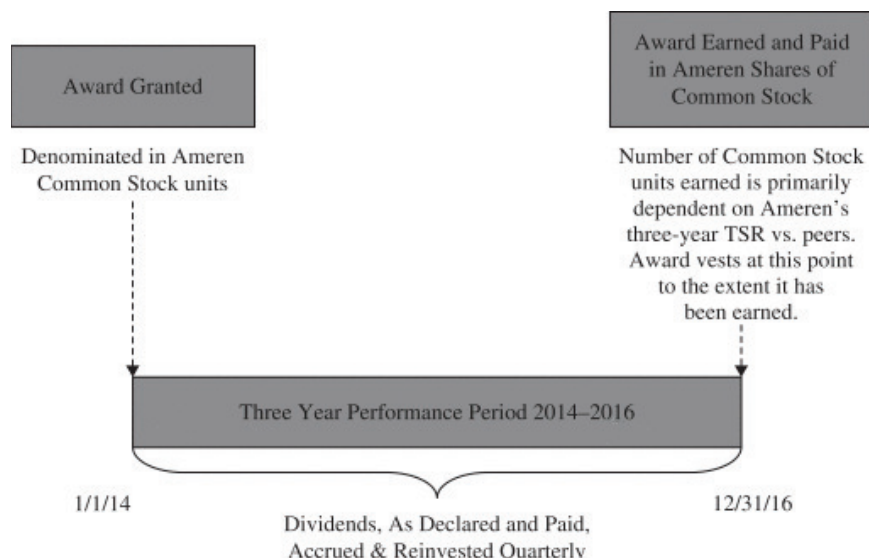 Award Granted
Denominated in Ameren
Common Stock units
Award Earned and Paid
in Ameren Shares of
Common Stock
Number of Common Stock
units earned is primarily
dependent on Ameren’s
three-year TSR vs. peers.
Award vests at this point
to the extent it has
been earned.
Three Year Performance Period 2014–2016
1/1/14
12/31/16
Dividends, As Declared and Paid,
Accrued & Reinvested Quarterly